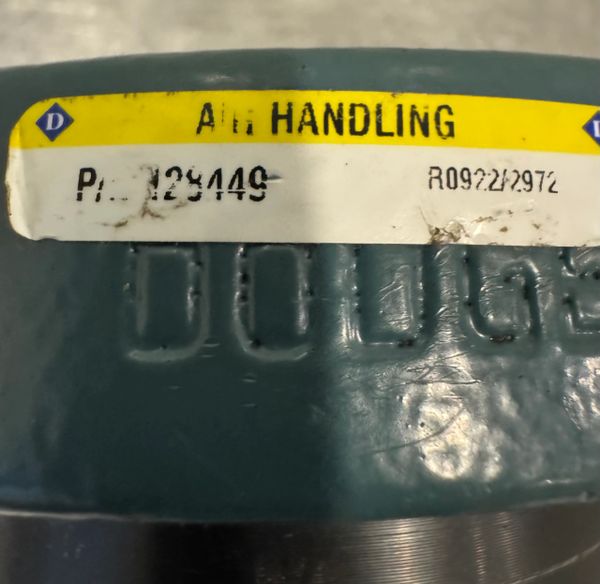 D AIR HANDLING
P/N 128449 R0922/2972
DODGE